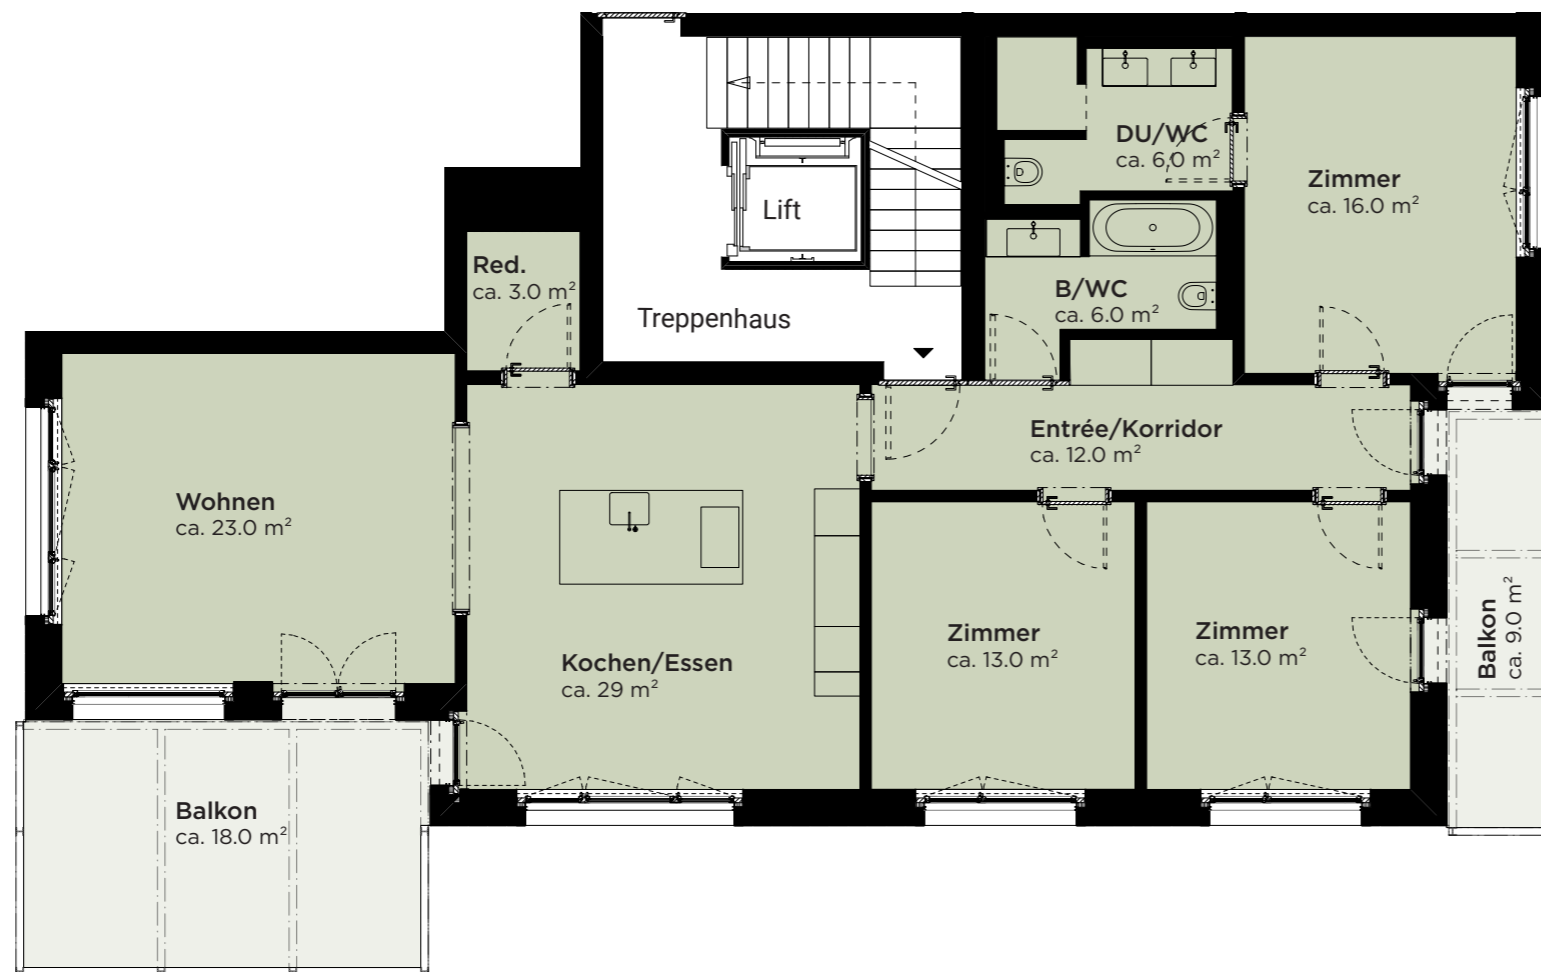 DU/WC
ca. 6.0 m²
Zimmer
ca. 16.0 m²
Lift
Red.
ca. 3.0 m²
B/WC
ca. 6.0 m²
Treppenhaus
Entrée/Korridor
ca. 12.0 m²
Wohnen
ca. 23.0 m²
Kochen/Essen
ca. 29 m²
Zimmer
ca. 13.0 m²
Zimmer
ca. 13.0 m²
Balkon
ca. 9.0 m²
Balkon
ca. 18.0 m²